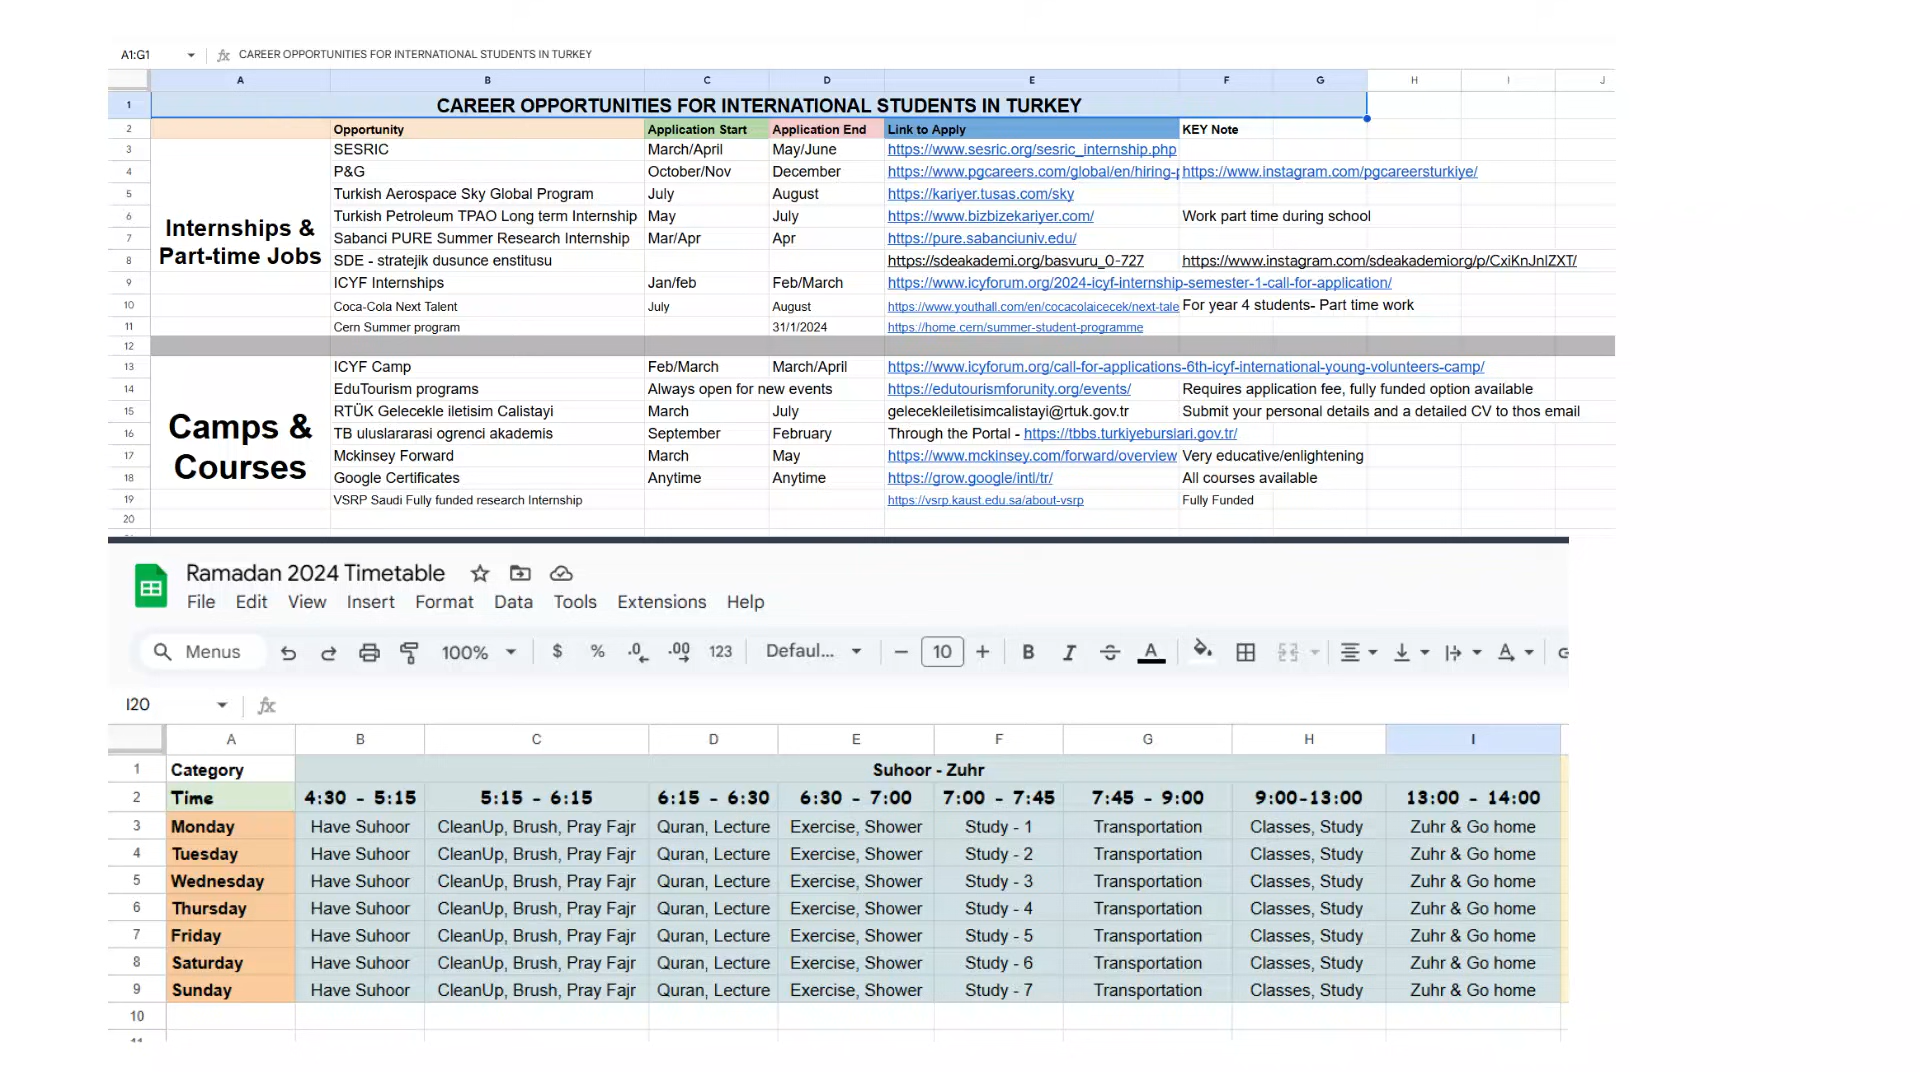 A1:G1 fx CAREER OPPORTUNITIES FOR INTERNATIONAL STUDENTS IN TURKEY
A B C D E F G H I J
1 CAREER OPPORTUNITIES FOR INTERNATIONAL STUDENTS IN TURKEY
2 Opportunity Application Start Application End Link to Apply KEY Note
Internships &
Part-time Jobs
3 SESRIC March/April May/June https://www.sesric.org/sesric_internship.php
4 P&G October/Nov December https://www.pgcareers.com/global/en/hiring- https://www.instagram.com/pgcareersturkiye/
5 Turkish Aerospace Sky Global Program July August https://kariyer.tusas.com/sky
6 Turkish Petroleum TPAO Long term Internship May July https://www.bizbizekariyer.com/ Work part time during school
7 Sabanci PURE Summer Research Internship Mar/Apr Apr https://pure.sabanciuniv.edu/
8 SDE - stratejik dusunce enstitusu https://sdeakademi.org/basvuru_0-727 https://www.instagram.com/sdeakademiorg/p/CxiKnJnIZXT/
9 ICYF Internships Jan/feb Feb/March https://www.icyforum.org/2024-icyf-internship-semester-1-call-for-application/
10 Coca-Cola Next Talent July August https://www.youthall.com/en/cocacolaicecek/next-tale For year 4 students- Part time work
11 Cern Summer program 31/1/2024 https://home.cern/summer-student-programme
12
Camps &
Courses
13 ICYF Camp Feb/March March/April https://www.icyforum.org/call-for-applications-6th-icyf-international-young-volunteers-camp/
14 EduTourism programs Always open for new events https://edutourismforunity.org/events/ Requires application fee, fully funded option available
15 RTÜK Gelecekle iletisim Calistayi March July gelecekleiletisimcalistayi@rtuk.gov.tr Submit your personal details and a detailed CV to thos email
16 TB uluslararasi ogrenci akademis September February Through the Portal - https://tbbs.turkiyeburslari.gov.tr/
17 Mckinsey Forward March May https://www.mckinsey.com/forward/overview Very educative/enlightening
18 Google Certificates Anytime Anytime https://grow.google/intl/tr/ All courses available
19 VSRP Saudi Fully funded research Internship https://vsrp.kaust.edu.sa/about-vsrp Fully Funded
20
Ramadan 2024 Timetable
File Edit View Insert Format Data Tools Extensions Help
Menus 100% $ % .0 .00 123 Defaul... − 10 + B I S A
I20 fx
A B C D E F G H I
1 Category Suhoor - Zuhr
2 Time 4:30 - 5:15 5:15 - 6:15 6:15 - 6:30 6:30 - 7:00 7:00 - 7:45 7:45 - 9:00 9:00-13:00 13:00 - 14:00
3 Monday Have Suhoor CleanUp, Brush, Pray Fajr Quran, Lecture Exercise, Shower Study - 1 Transportation Classes, Study Zuhr & Go home
4 Tuesday Have Suhoor CleanUp, Brush, Pray Fajr Quran, Lecture Exercise, Shower Study - 2 Transportation Classes, Study Zuhr & Go home
5 Wednesday Have Suhoor CleanUp, Brush, Pray Fajr Quran, Lecture Exercise, Shower Study - 3 Transportation Classes, Study Zuhr & Go home
6 Thursday Have Suhoor CleanUp, Brush, Pray Fajr Quran, Lecture Exercise, Shower Study - 4 Transportation Classes, Study Zuhr & Go home
7 Friday Have Suhoor CleanUp, Brush, Pray Fajr Quran, Lecture Exercise, Shower Study - 5 Transportation Classes, Study Zuhr & Go home
8 Saturday Have Suhoor CleanUp, Brush, Pray Fajr Quran, Lecture Exercise, Shower Study - 6 Transportation Classes, Study Zuhr & Go home
9 Sunday Have Suhoor CleanUp, Brush, Pray Fajr Quran, Lecture Exercise, Shower Study - 7 Transportation Classes, Study Zuhr & Go home
10